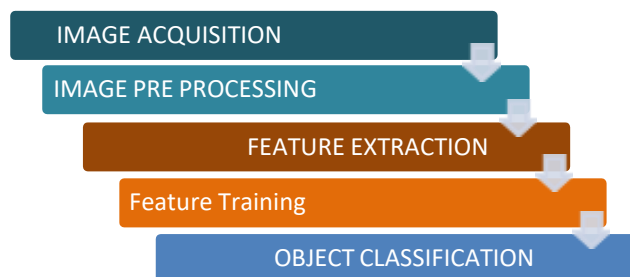 IMAGE ACQUISITION
IMAGE PRE PROCESSING
FEATURE EXTRACTION
Feature Training
OBJECT CLASSIFICATION